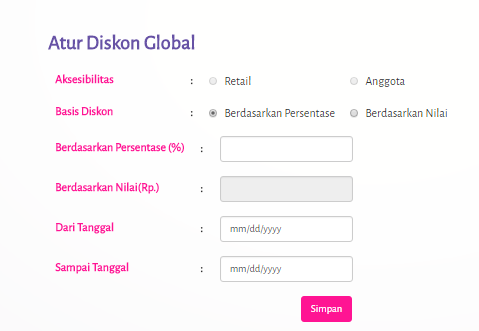 Atur Diskon Global
Aksesibilitas : Retail Anggota
Basis Diskon : Berdasarkan Persentase Berdasarkan Nilai
Berdasarkan Persentase (%) :
Berdasarkan Nilai(Rp.) :
Dari Tanggal : mm/dd/yyyy
Sampai Tanggal : mm/dd/yyyy
Simpan